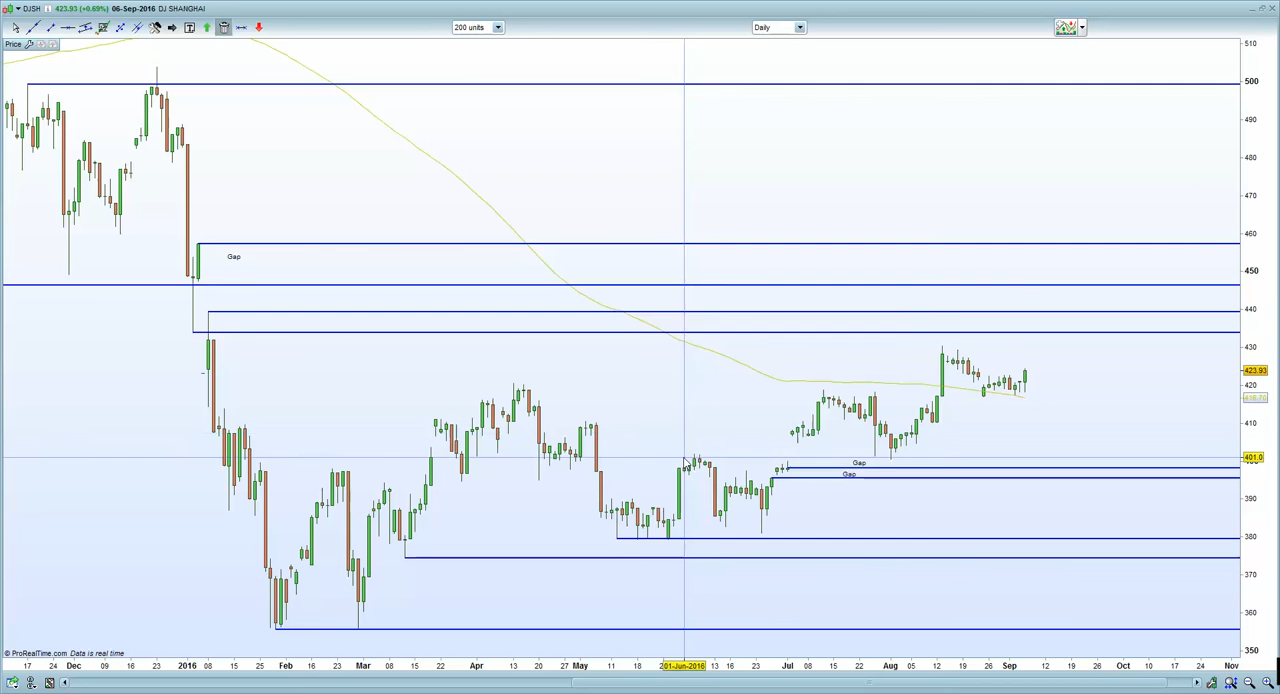 DJSH 423.93 (+0.69%) 06-Sep-2016 DJ SHANGHAI
200 units Daily
Price
510
500
490
480
470
460
450
440
430
423.93
420
416.70
410
401.0
390
380
370
360
350
Gap
Gap
Gap
© ProRealTime.com Data is real time
17 24 Dec 09 16 23 2016 08 15 25 Feb 16 23 Mar 08 15 22 Apr 13 20 27 May 11 18 01-Jun-2016 13 16 23 Jul 08 15 22 Aug 05 12 19 26 Sep 12 19 26 Oct 10 17 24 Nov